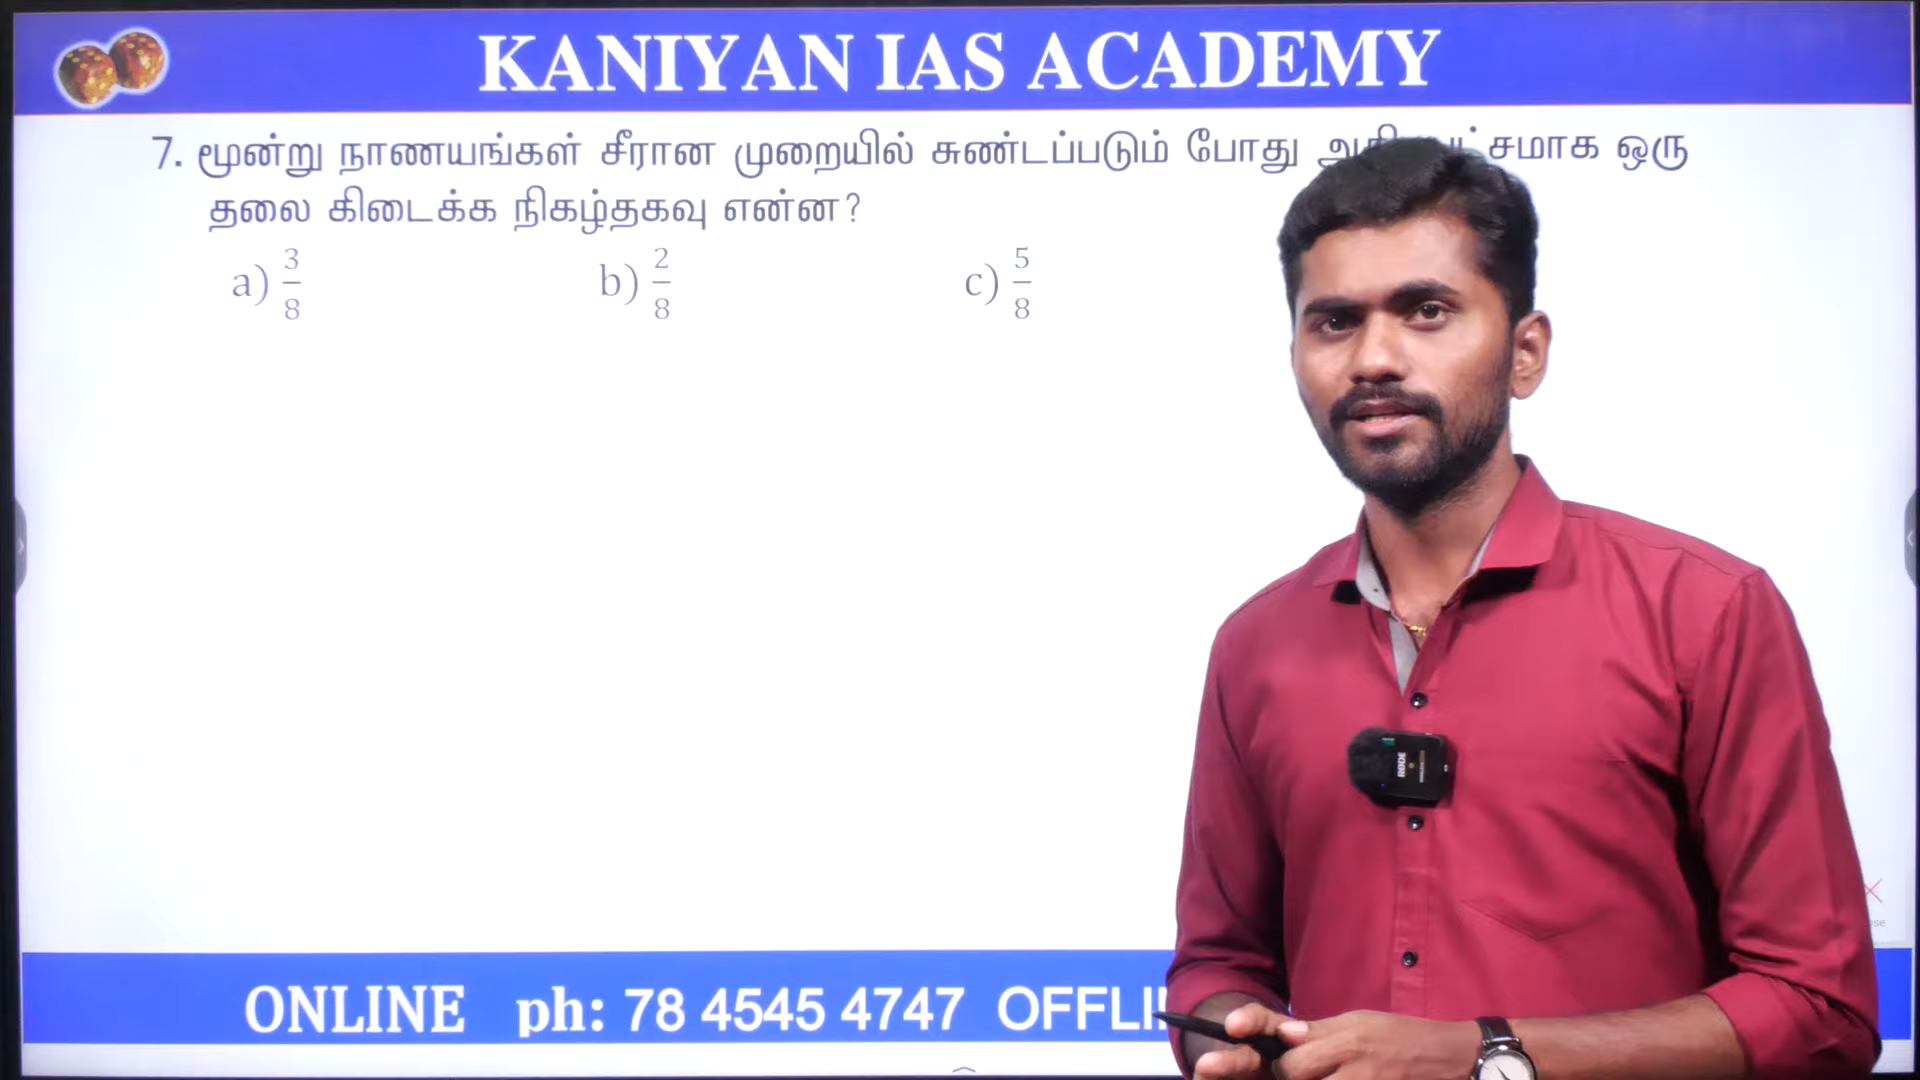 KANIYAN IAS ACADEMY
7. மூன்று நாணயங்கள் சீரான முறையில் சுண்டப்படும் போது ஒரு
தலை கிடைக்க நிகழ்தகவு என்ன?
a) 3/8 b) 2/8 c) 5/8
RODE
ONLINE ph: 78 4545 4747